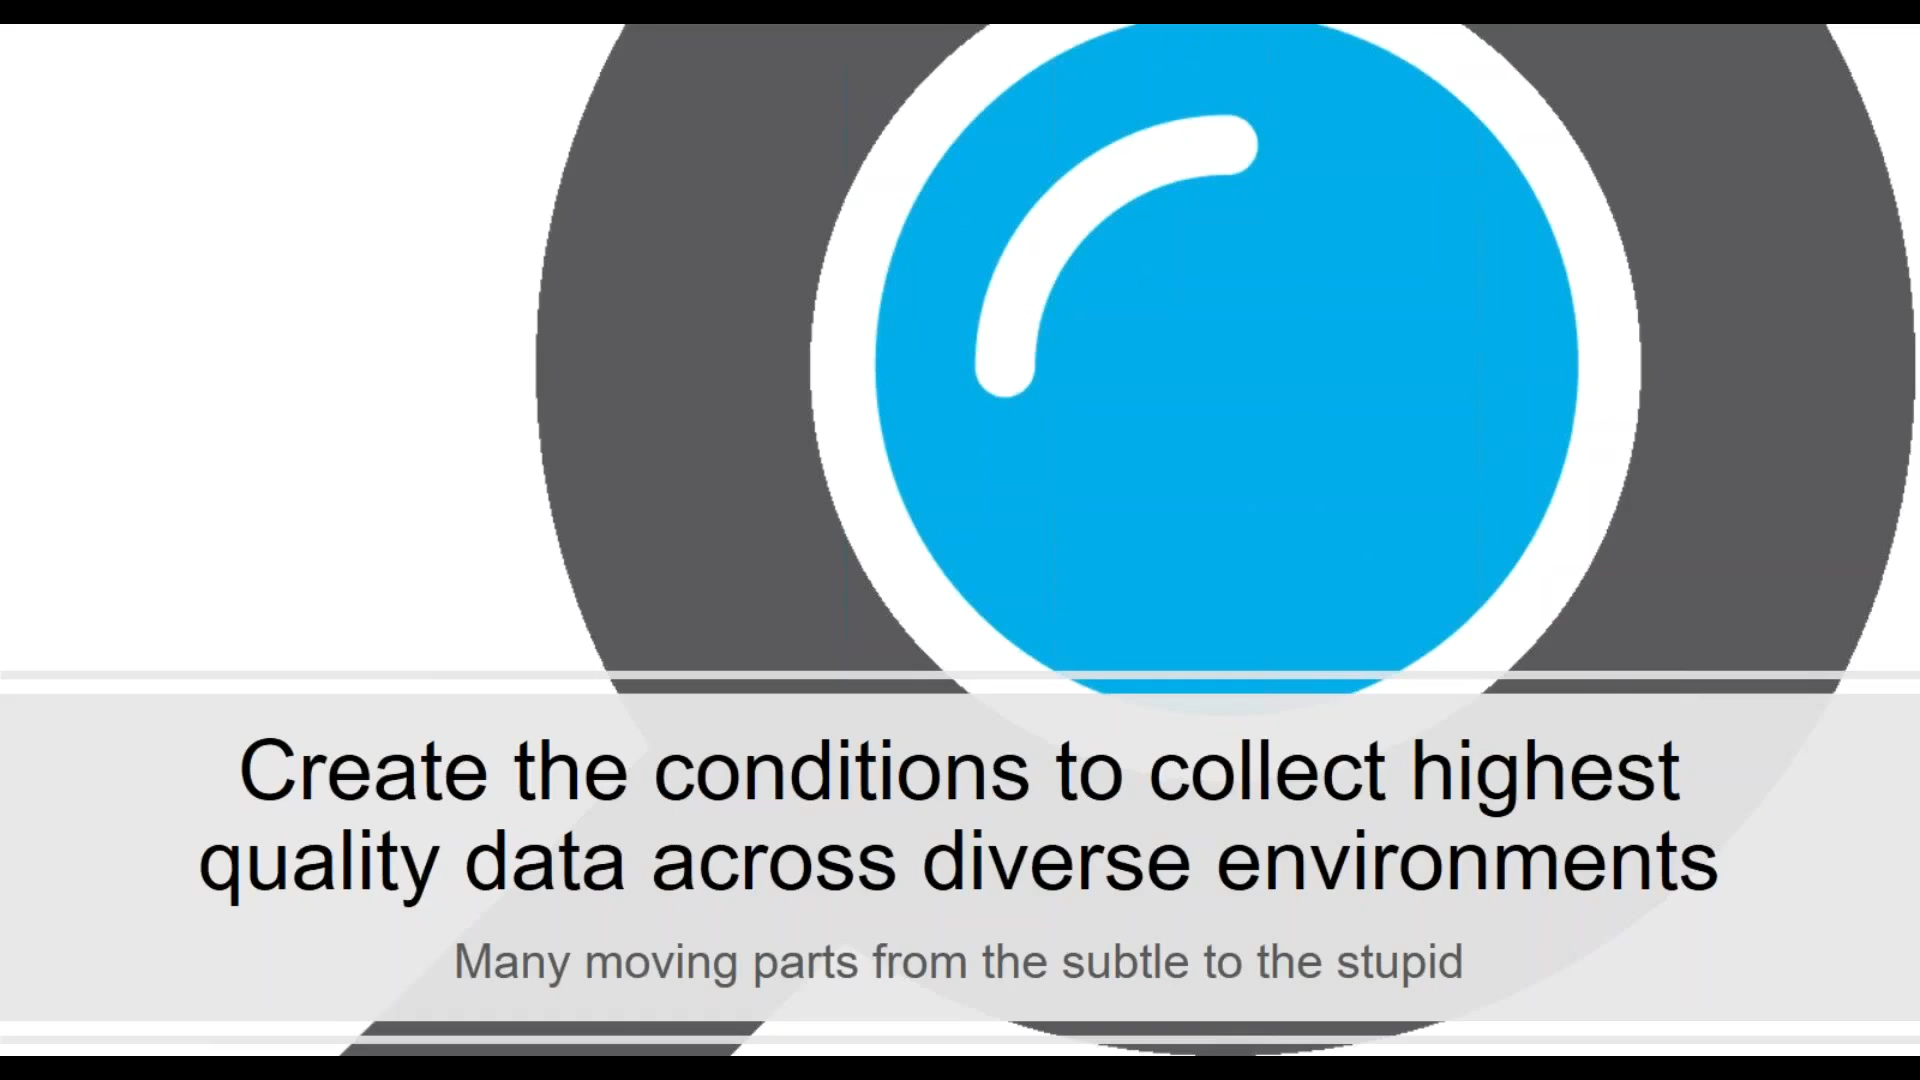 Create the conditions to collect highest
quality data across diverse environments
Many moving parts from the subtle to the stupid